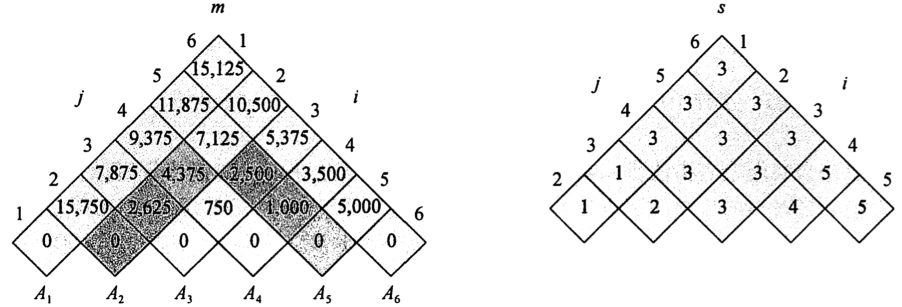 m s
6 1 6 1
15,125 3
5 2 5 2
11,875 10,500 3 3
j 4 3 i j 4 3 i
9,375 7,125 5,375 3 3 3
3 4 3 4
7,875 4,375 2,500 3,500 1 3 3 5
2 5 2 5
15,750 2,625 750 1,000 5,000 1 2 3 4 5
1 6
0 0 0 0 0 0
A1 A2 A3 A4 A5 A6